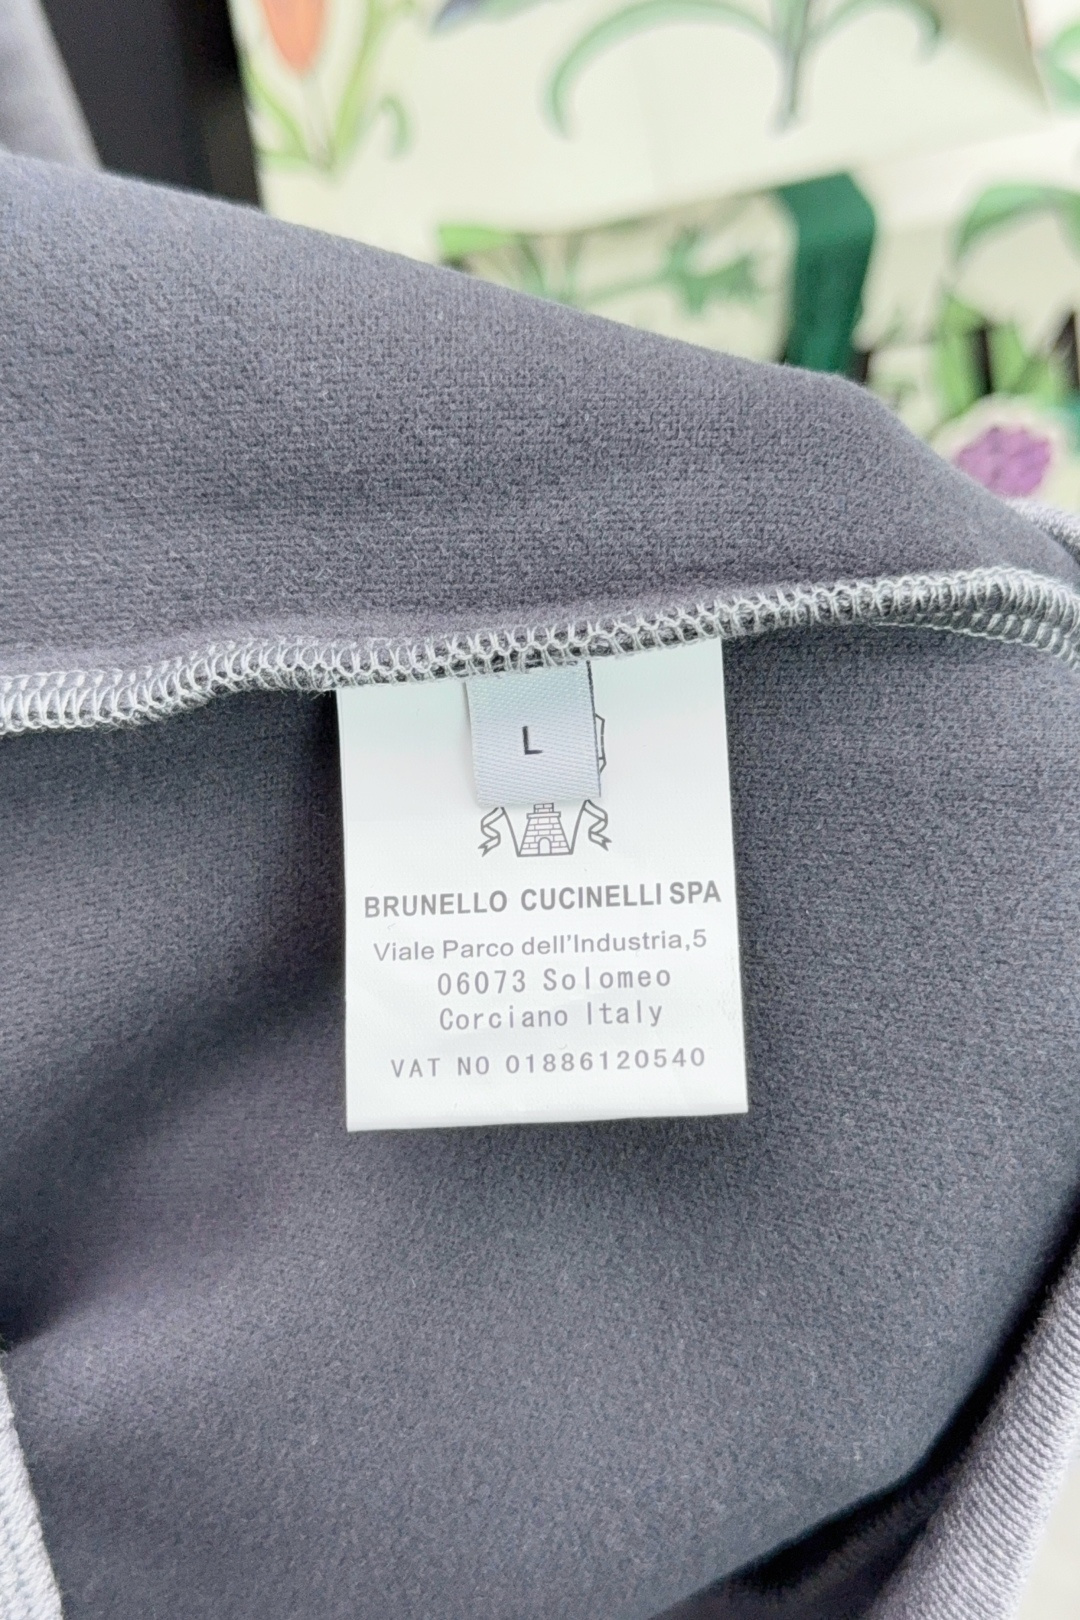 L
BRUNELLO CUCINELLI SPA
Viale Parco dell'Industria,5
06073 Solomeo
Corciano Italy
VAT NO 01886120540